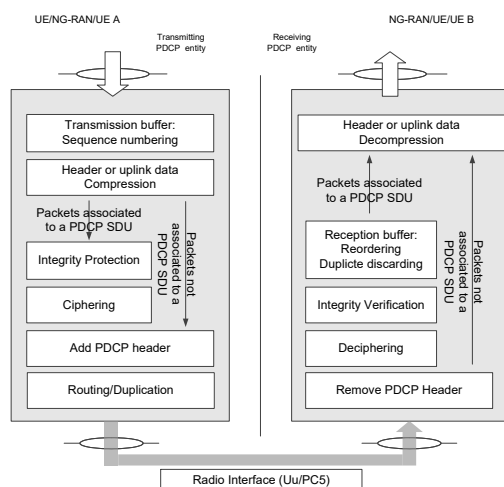 UE/NG-RAN/UE A
Transmitting
PDCP entity
Receiving
PDCP entity
NG-RAN/UE/UE B
Transmission buffer:
Sequence numbering
Header or uplink data
Compression
Packets associated
to a PDCP SDU
Packets not
associated to a
PDCP SDU
Integrity Protection
Ciphering
Add PDCP header
Routing/Duplication
Header or uplink data
Decompression
Packets associated
to a PDCP SDU
Packets not
associated to a
PDCP SDU
Reception buffer:
Reordering
Duplicte discarding
Integrity Verification
Deciphering
Remove PDCP Header
Radio Interface (Uu/PC5)